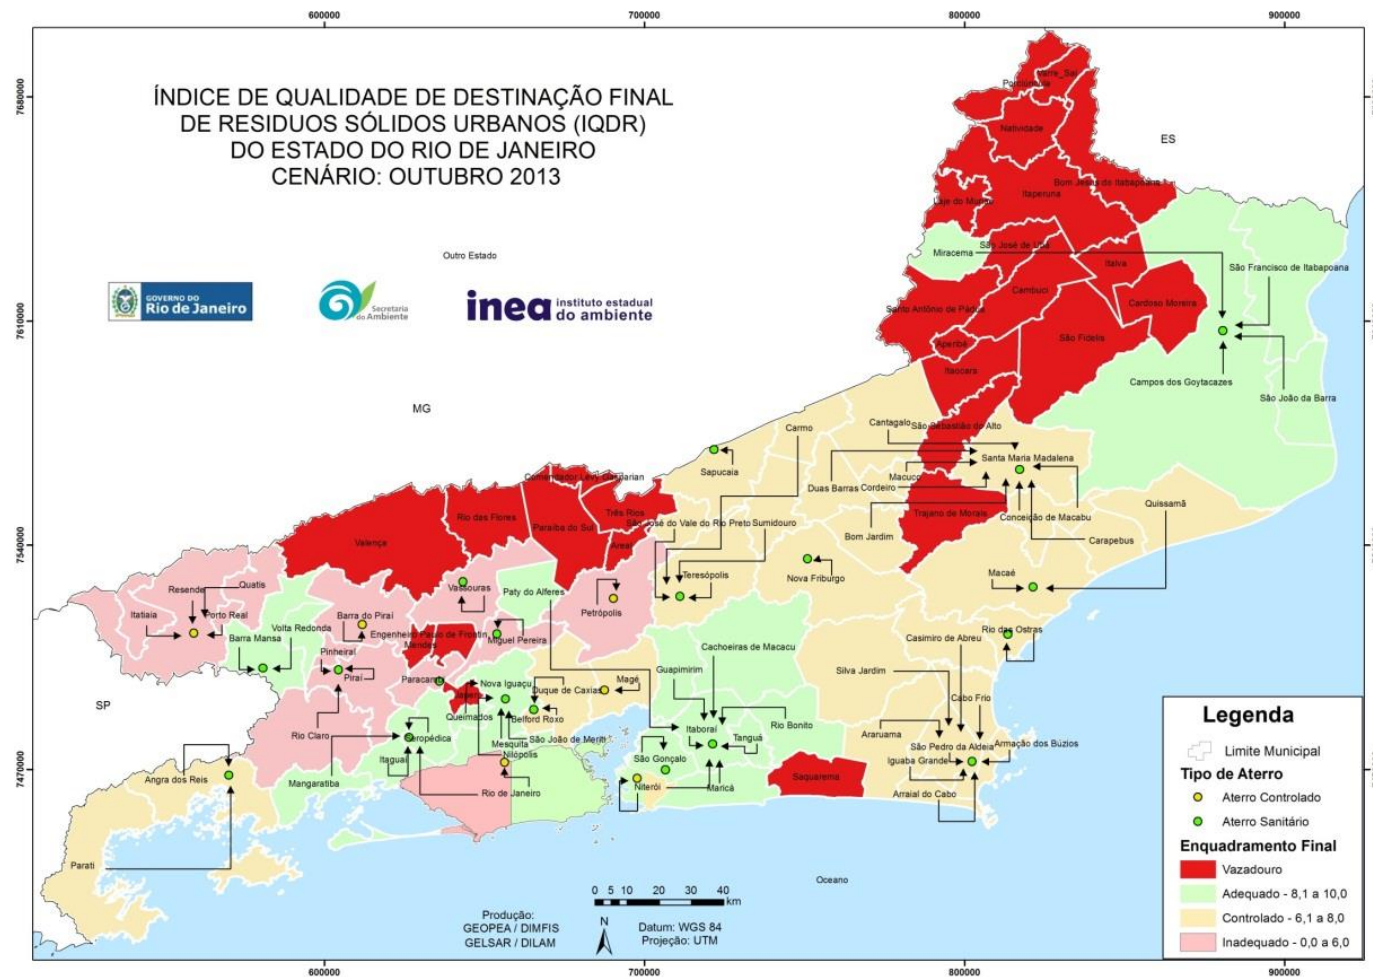 600000
700000
800000
900000
7680000
7610000
7540000
7470000
ÍNDICE DE QUALIDADE DE DESTINAÇÃO FINAL
DE RESIDUOS SÓLIDOS URBANOS (IQDR)
DO ESTADO DO RIO DE JANEIRO
CENÁRIO: OUTUBRO 2013
Outro Estado
GOVERNO DO
Rio de Janeiro
Secretaria
do Ambiente
inea instituto estadual
do ambiente
MG
ES
SP
Varre_Sai
Porciúncula
Natividade
Bom Jesus do Itabapoana
Itaperuna
Laje do Muriaé
São José de Ubá
Miracema
Italva
São Francisco de Itabapoana
Cambuci
Cardoso Moreira
Santo Antônio de Pádua
São Fidelis
Aperibé
Itaocara
Campos dos Goytacazes
São João da Barra
Carmo
Cantagalo
São Sebastião do Alto
Sapucaia
Santa Maria Madalena
Macuco
Duas Barras
Cordeiro
Comendador Levy Gasparian
Rio das Flores
Três Rios
Paraíba do Sul
São José do Vale do Rio Preto
Sumidouro
Trajano de Morais
Conceição de Macabu
Quissamã
Bom Jardim
Carapebus
Valença
Areal
Teresópolis
Nova Friburgo
Macaé
Quatis
Resende
Vassouras
Paty do Alferes
Petrópolis
Itatiaia
Porto Real
Barra do Piraí
Volta Redonda
Barra Mansa
Engenheiro Paulo de Frontin
Mendes
Miguel Pereira
Rio das Ostras
Casimiro de Abreu
Pinheiral
Piraí
Cachoeiras de Macacu
Guapimirim
Silva Jardim
Paracambi
Nova Iguaçu
Duque de Caxias
Magé
Japeri
Cabo Frio
Queimados
Belford Roxo
Rio Bonito
Rio Claro
Seropédica
Mesquita
São João de Meriti
Itaboraí
Tanguá
Araruama
Nilópolis
São Gonçalo
São Pedro da Aldeia
Armação dos Búzios
Iguaba Grande
Itaguaí
Angra dos Reis
Mangaratiba
Rio de Janeiro
Niterói
Maricá
Saquarema
Arraial do Cabo
Parati
Oceano
Legenda
Limite Municipal
Tipo de Aterro
Aterro Controlado
Aterro Sanitário
Enquadramento Final
Vazadouro
Adequado - 8,1 a 10,0
Controlado - 6,1 a 8,0
Inadequado - 0,0 a 6,0
0 5 10 20 30 40
km
N
Produção:
GEOPEA / DIMFIS
GELSAR / DILAM
Datum: WGS 84
Projeção: UTM
600000
700000
800000
900000